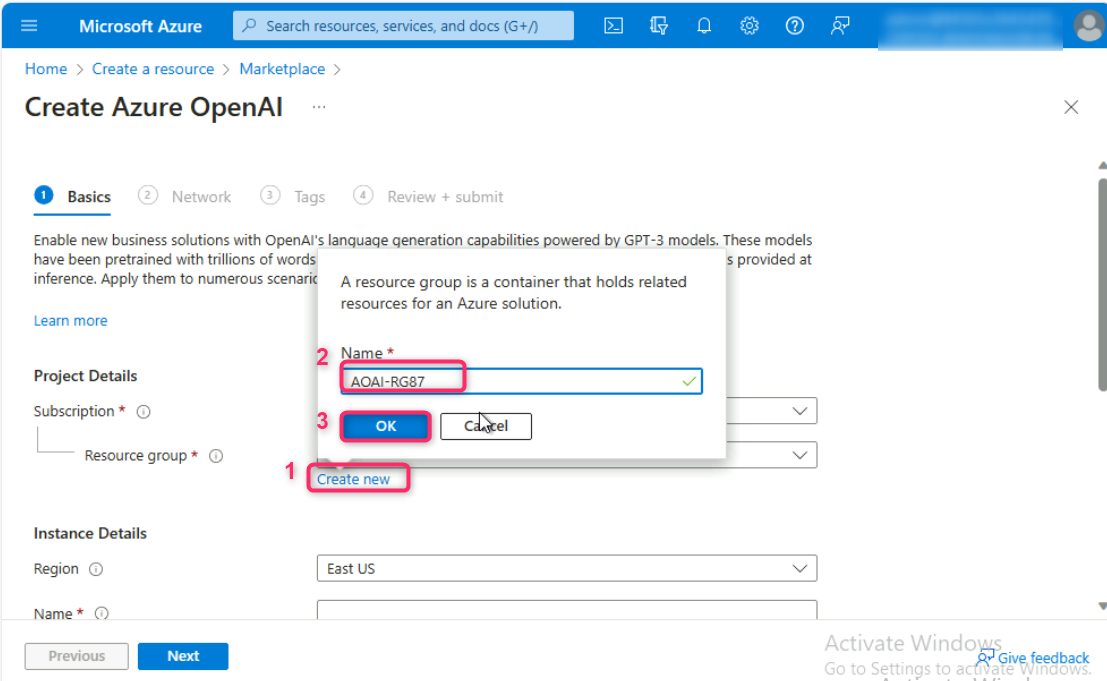 Microsoft Azure
Search resources, services, and docs (G+/)
Home > Create a resource > Marketplace >
Create Azure OpenAI ...
1 Basics 2 Network 3 Tags 4 Review + submit
Enable new business solutions with OpenAI's language generation capabilities powered by GPT-3 models. These models
have been pretrained with trillions of words s provided at
inference. Apply them to numerous scenaric
Learn more
A resource group is a container that holds related
resources for an Azure solution.
2 Name *
AOAI-RG87
3 OK Cancel
Project Details
Subscription *
Resource group *
1 Create new
Instance Details
Region East US
Name *
Previous Next
Activate Windows
Give feedback
Go to Settings to activate Windows.